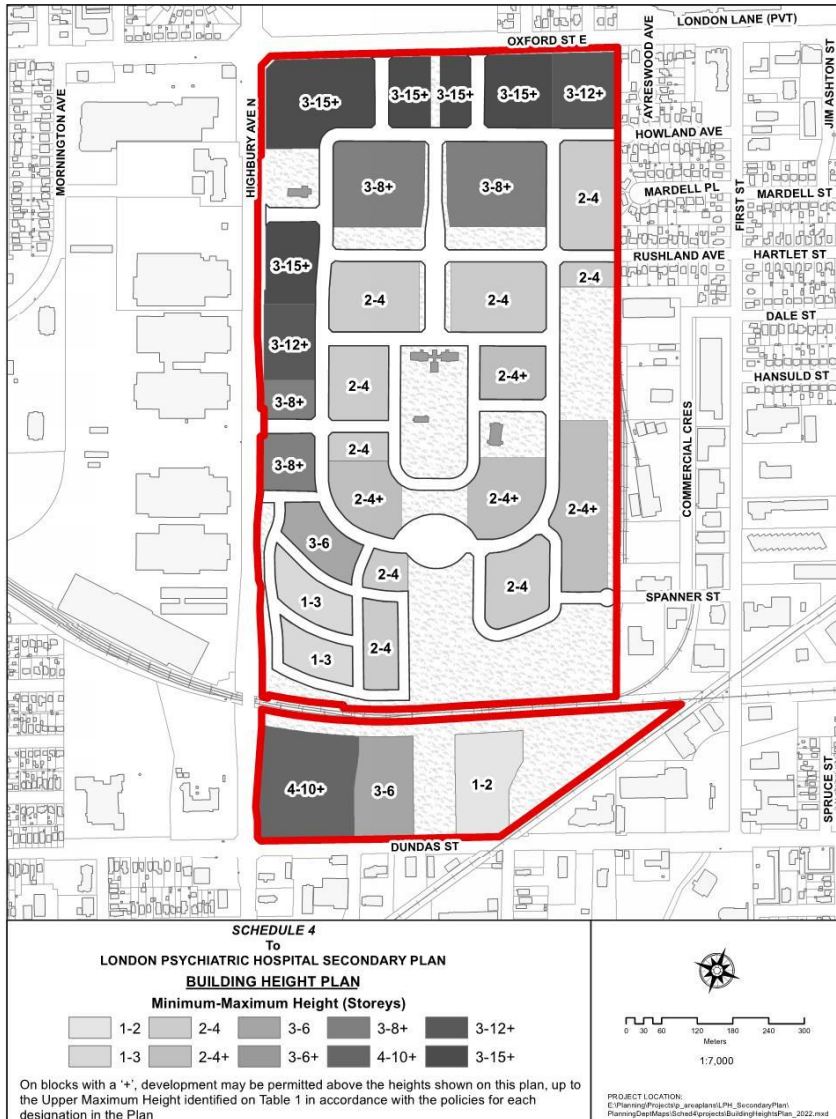 LONDON LANE (PVT)
OXFORD ST E
MORNINGTON AVE
HIGHBURY AVE N
AYRESWOOD AVE
JIM ASHTON ST
3-15+
3-15+
3-15+
3-15+
3-12+
HOWLAND AVE
MARDELL PL
FIRST ST
MARDELL ST
3-8+
3-8+
2-4
RUSHLAND AVE
HARTLET ST
3-15+
2-4
2-4
2-4
DALE ST
3-12+
HANSULD ST
2-4
2-4+
3-8+
COMMERCIAL CRES
2-4
3-8+
2-4+
2-4+
2-4+
3-6
2-4
2-4
1-3
SPANNER ST
2-4
1-3
4-10+
3-6
1-2
SPRUCE ST
DUNDAS ST
SCHEDULE 4
To
LONDON PSYCHIATRIC HOSPITAL SECONDARY PLAN
BUILDING HEIGHT PLAN
Minimum-Maximum Height (Storeys)
1-2 2-4 3-6 3-8+ 3-12+
1-3 2-4+ 3-6+ 4-10+ 3-15+
On blocks with a '+', development may be permitted above the heights shown on this plan, up to
the Upper Maximum Height identified on Table 1 in accordance with the policies for each
designation in the Plan
0 30 60 120 180 240 300
Meters
1:7,000
PROJECT LOCATION:
E:\Planning\Projects\p_areaplans\LPH_SecondaryPlan\
PlanningDeptMaps\Sched4\projects\BuildingHeightsPlan_2022.mxd